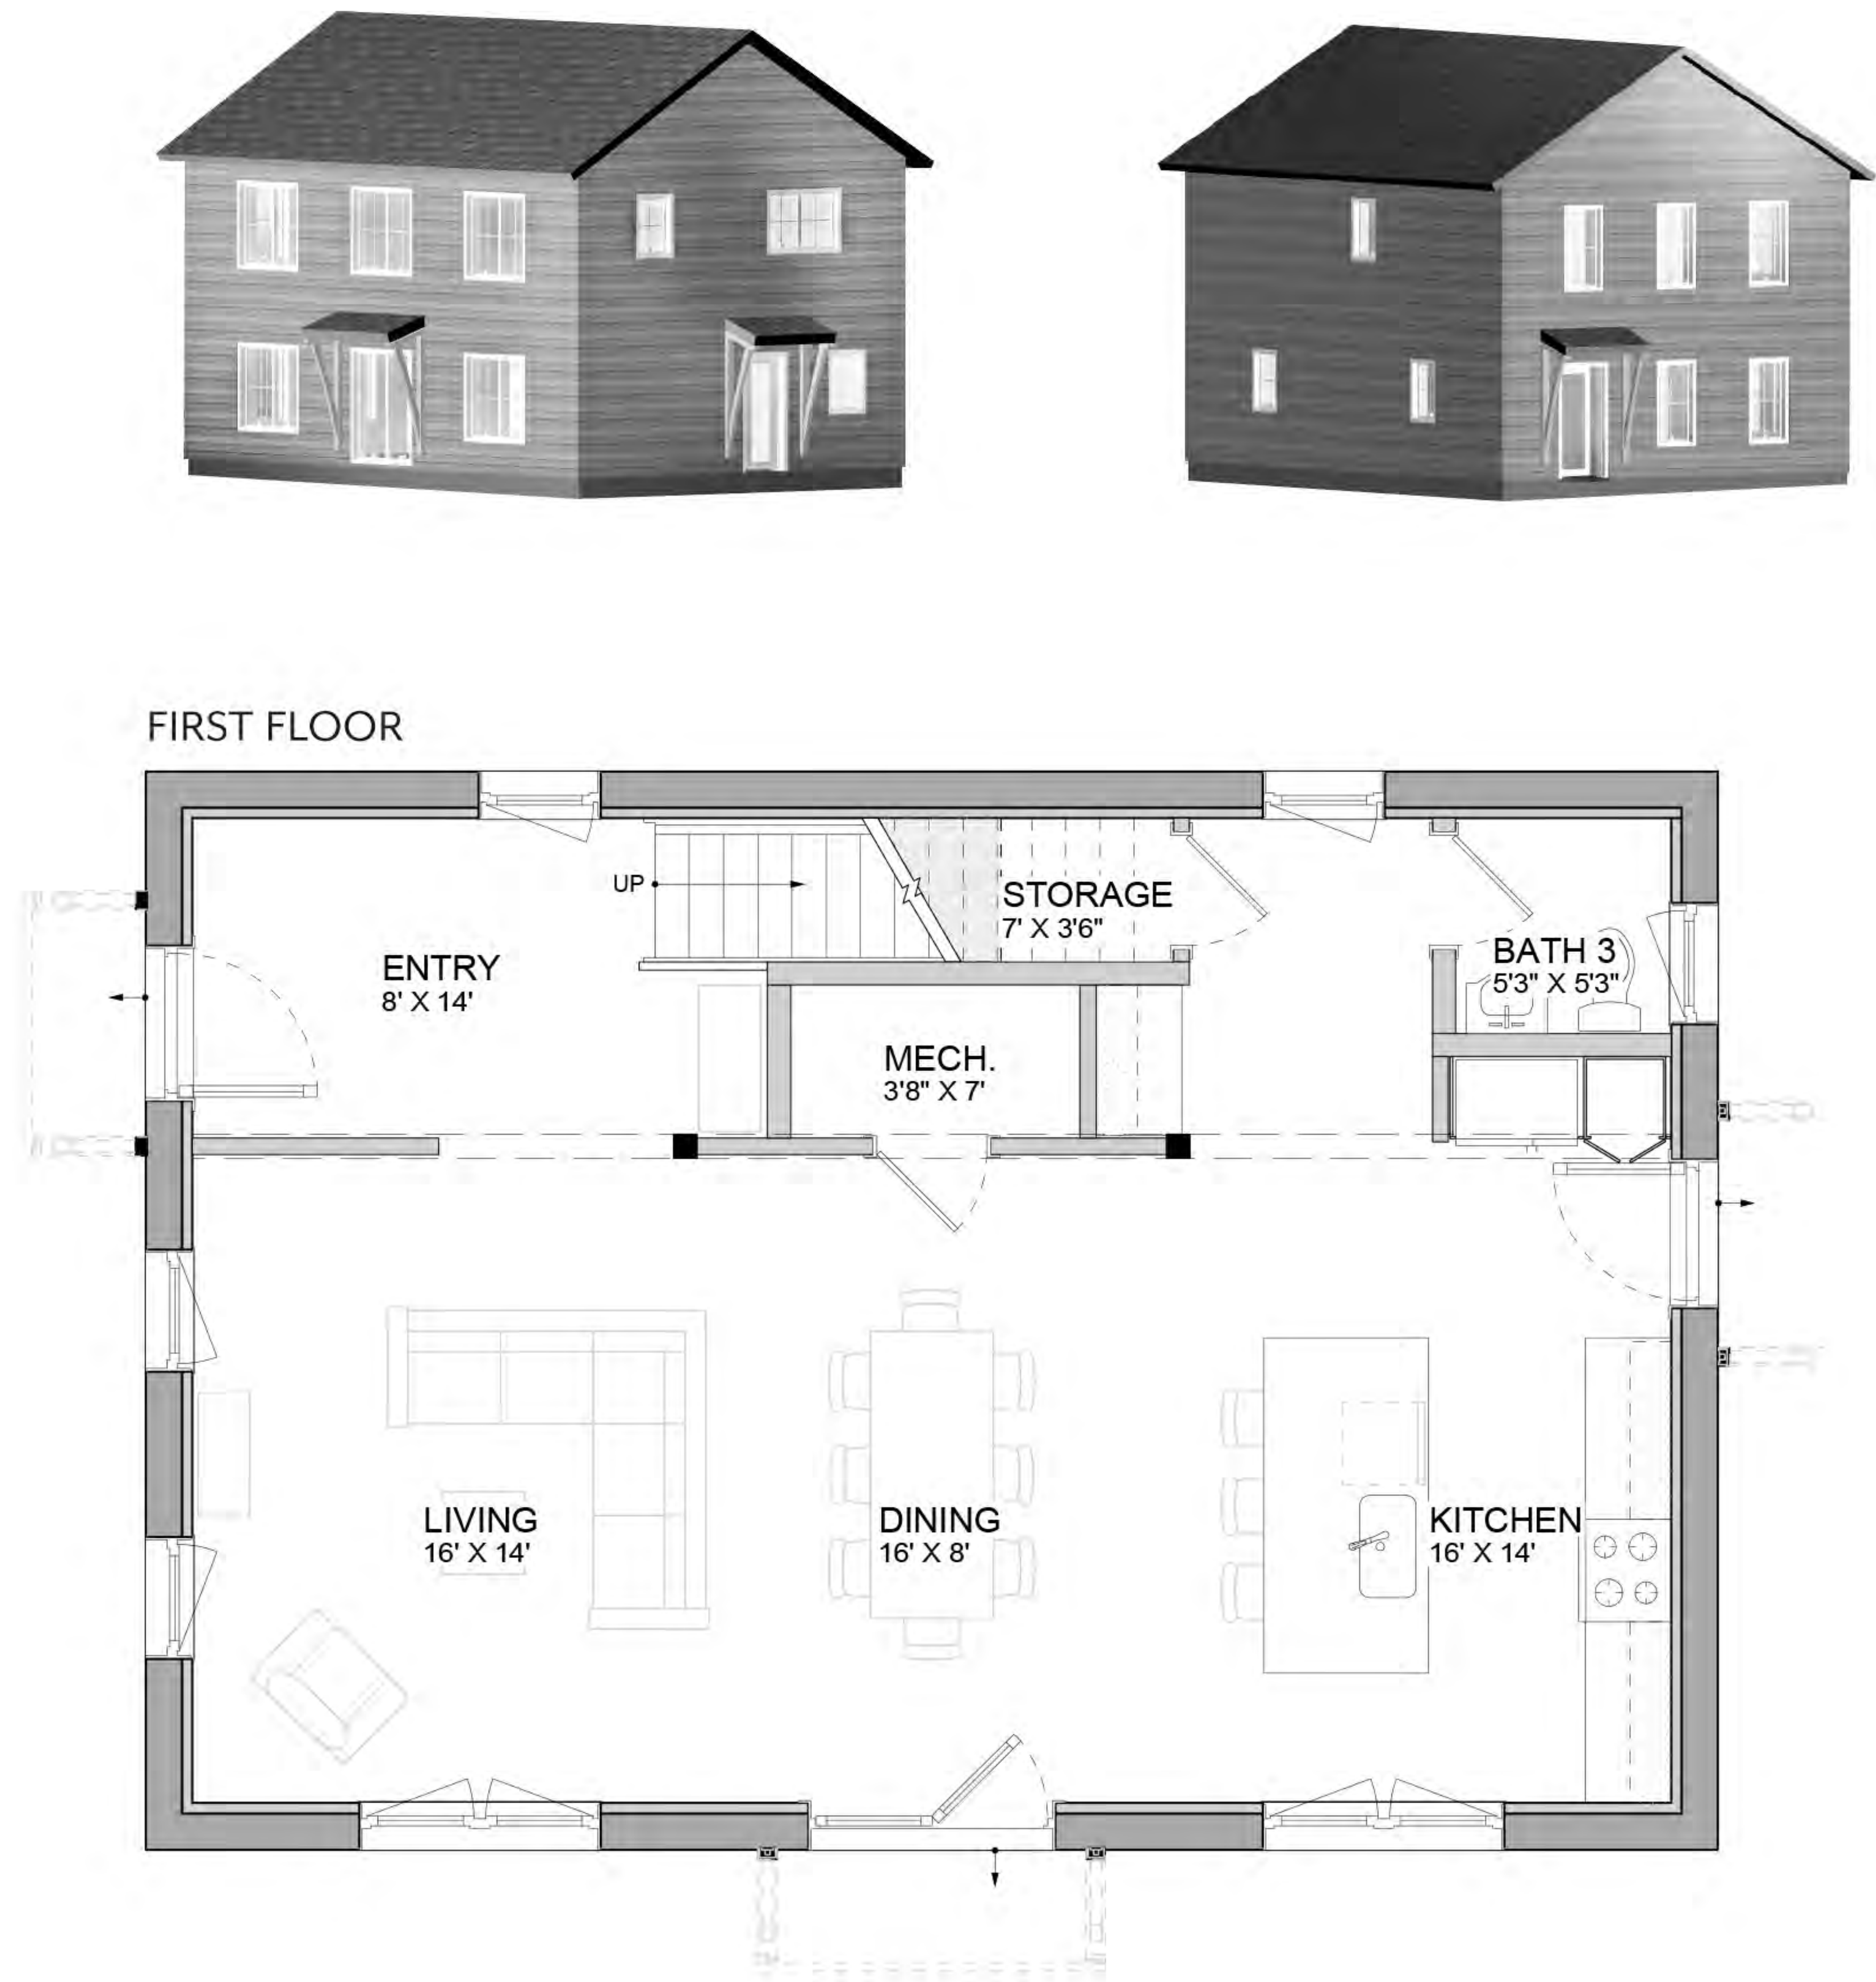 FIRST FLOOR
UP
STORAGE
7' X 3'6"
ENTRY
8' X 14'
BATH 3
5'3" X 5'3"
MECH.
3'8" X 7'
LIVING
16' X 14'
DINING
16' X 8'
KITCHEN
16' X 14'